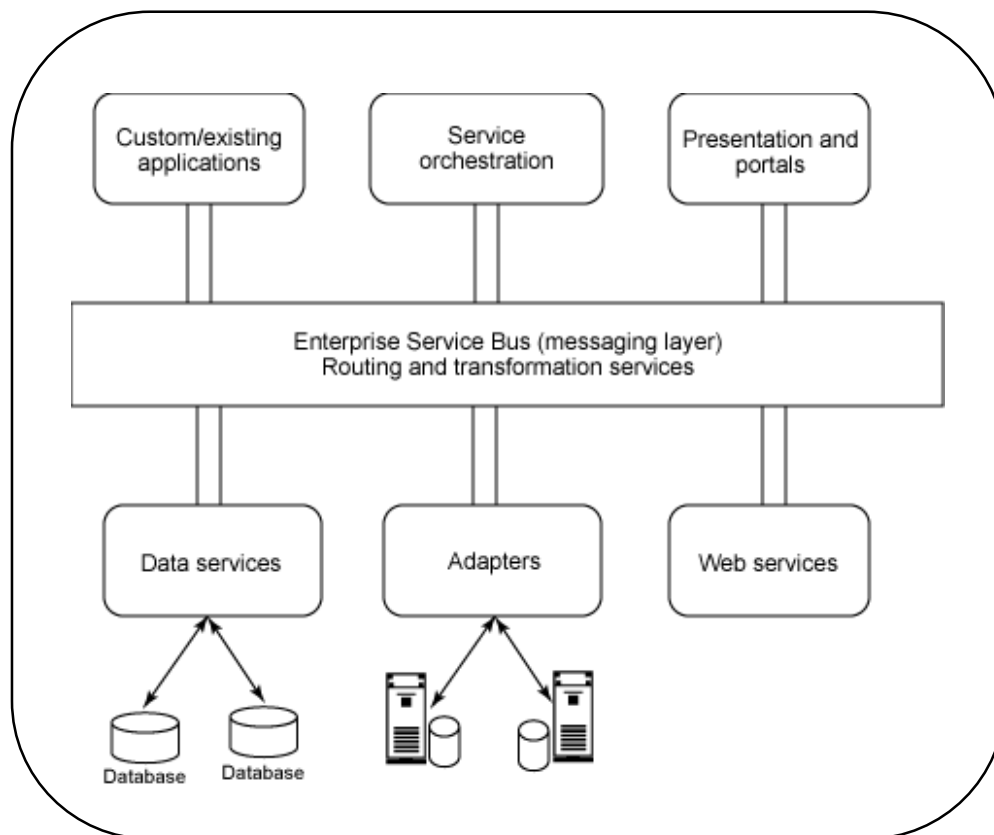 Custom/existing
applications
Service
orchestration
Presentation and
portals
Enterprise Service Bus (messaging layer)
Routing and transformation services
Data services
Adapters
Web services
Database
Database